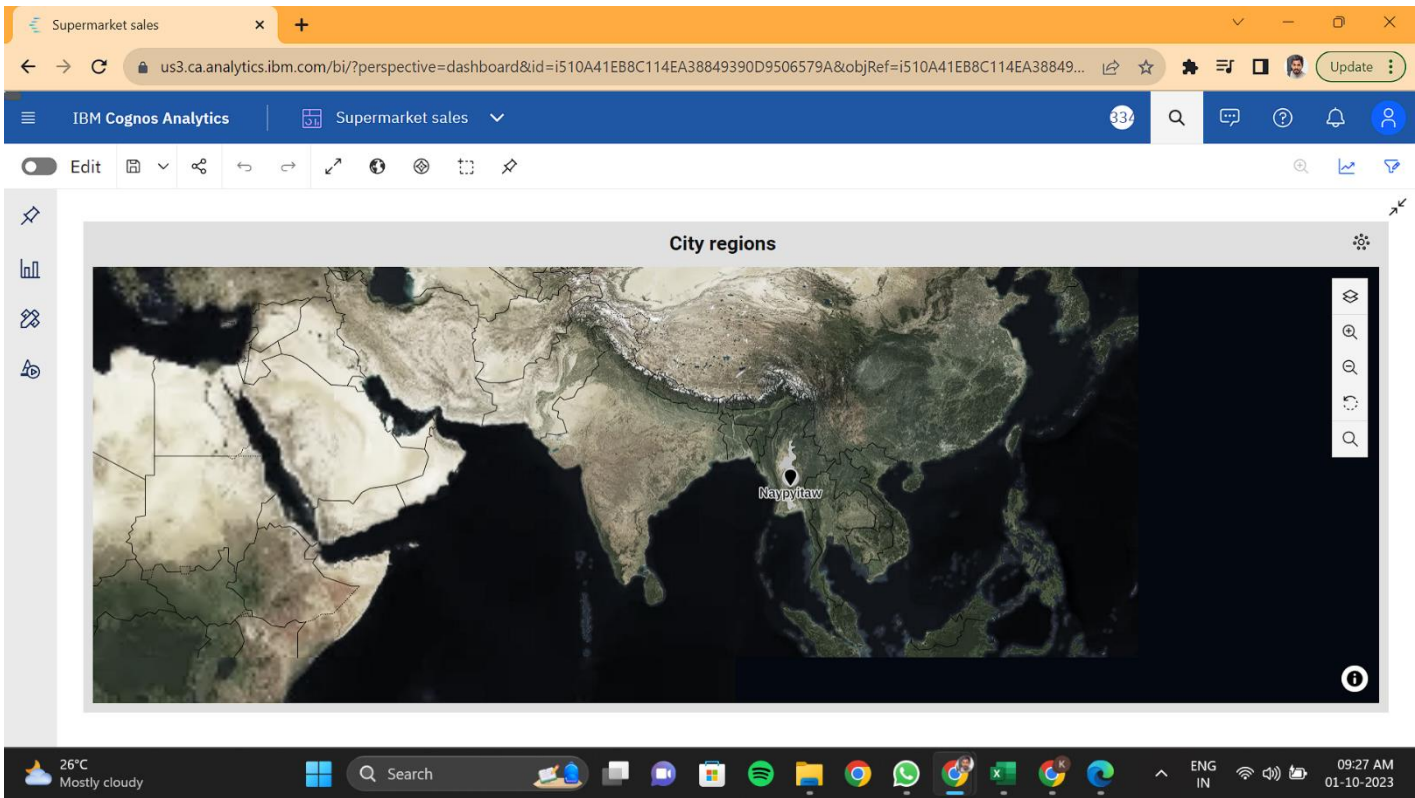 Supermarket sales
us3.ca.analytics.ibm.com/bi/?perspective=dashboard&id=i510A41EB8C114EA38849390D9506579A&objRef=i510A41EB8C114EA38849...
Update
IBM Cognos Analytics
Supermarket sales
334
Edit
City regions
Naypyitaw
26°C
Mostly cloudy
Search
K
ENG
IN
09:27 AM
01-10-2023